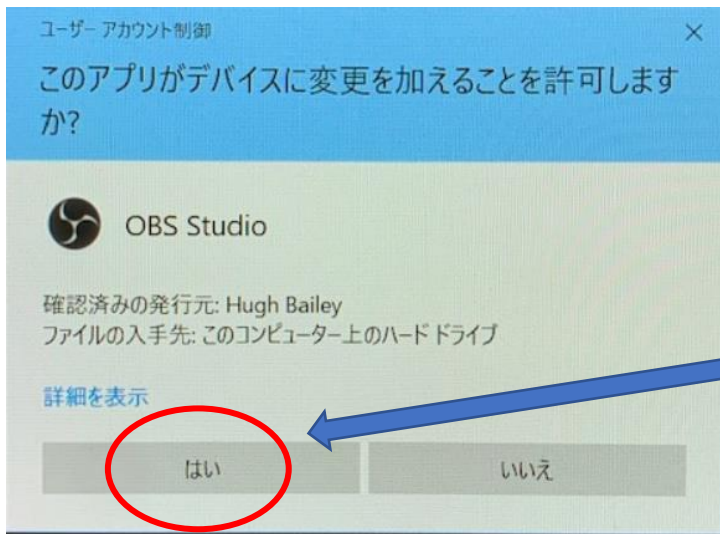 ユーザー アカウント制御
このアプリがデバイスに変更を加えることを許可します
か?
OBS Studio
確認済みの発行元: Hugh Bailey
ファイルの入手先: このコンピューター上のハード ドライブ
詳細を表示
はい
いいえ